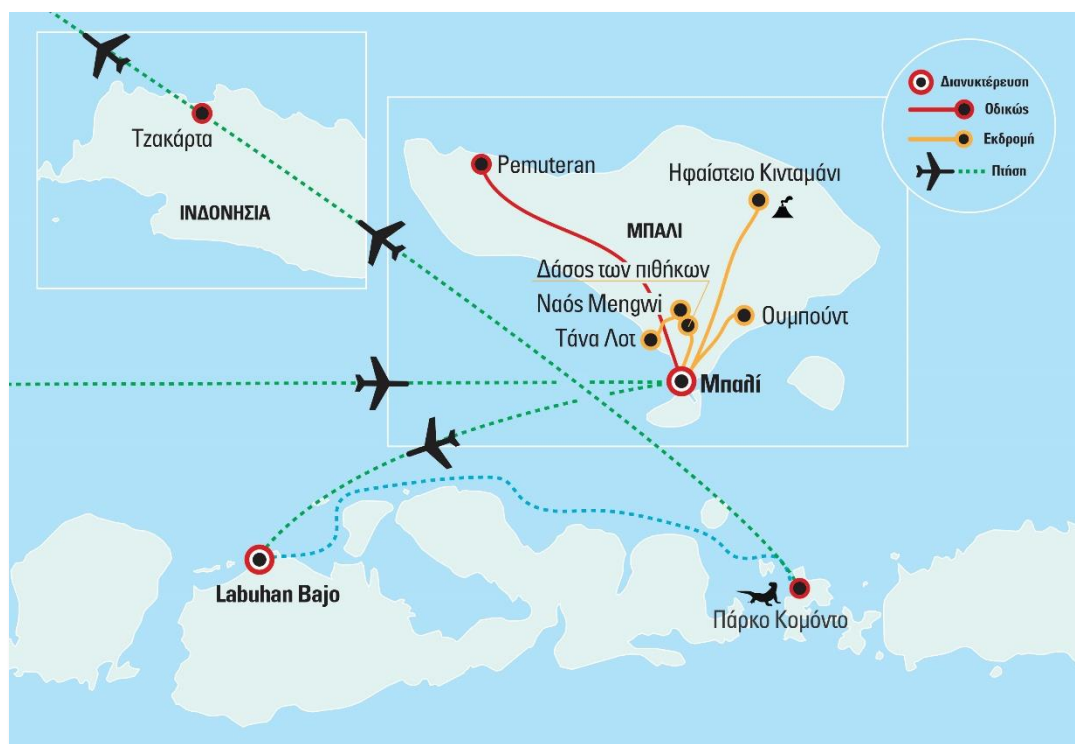 Διανυκτέρευση
Οδικώς
Εκδρομή
Πτήση
Τζακάρτα
ΙΝΔΟΝΗΣΙΑ
Pemuteran
Ηφαίστειο Κινταμάνι
ΜΠΑΛΙ
Δάσος των πιθήκων
Ναός Mengwi
Τάνα Λοτ
Ουμπούντ
Μπαλί
Labuhan Bajo
Πάρκο Κομόντο